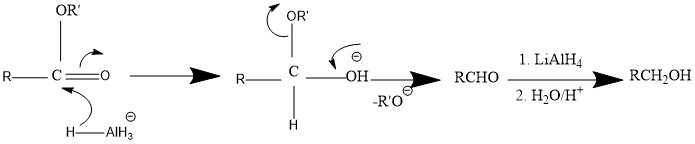 OR'
R C O
H AlH₃ ⊖
OR'
R C OH ⊖
H
-R'O ⊖
RCHO
1. LiAlH4
2. H₂O/H⁺
RCH₂OH